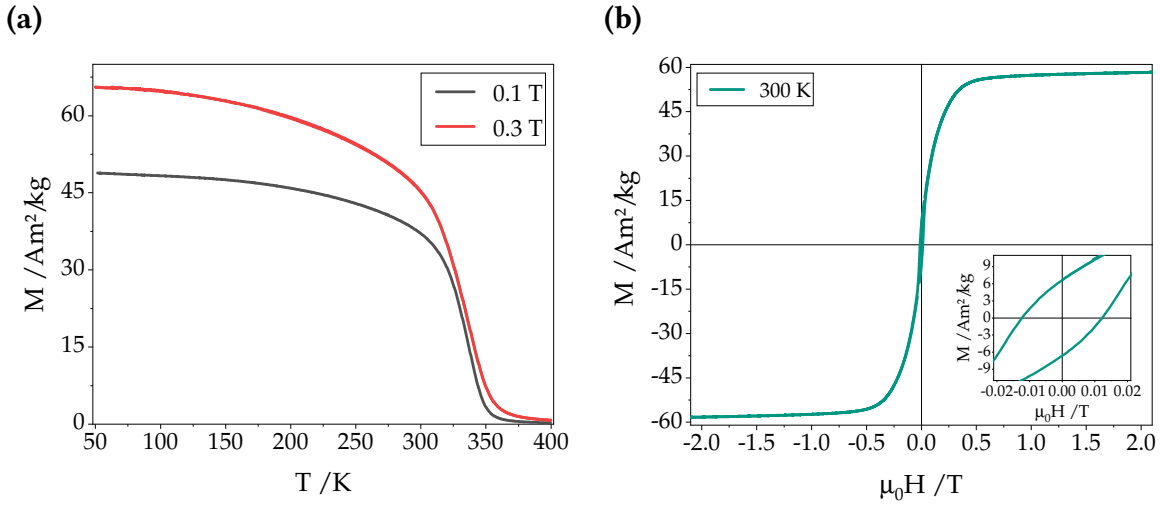 (a)
M /Am²/kg
60
45
30
15
0
0.1 T
0.3 T
50 100 150 200 250 300 350 400
T /K
(b)
M /Am²/kg
60
45
30
15
0
-15
-30
-45
-60
300 K
-2.0 -1.5 -1.0 -0.5 0.0 0.5 1.0 1.5 2.0
μ₀H /T
M /Am²/kg
9
6
3
0
-3
-6
-9
-0.02 -0.01 0.00 0.01 0.02
μ₀H /T